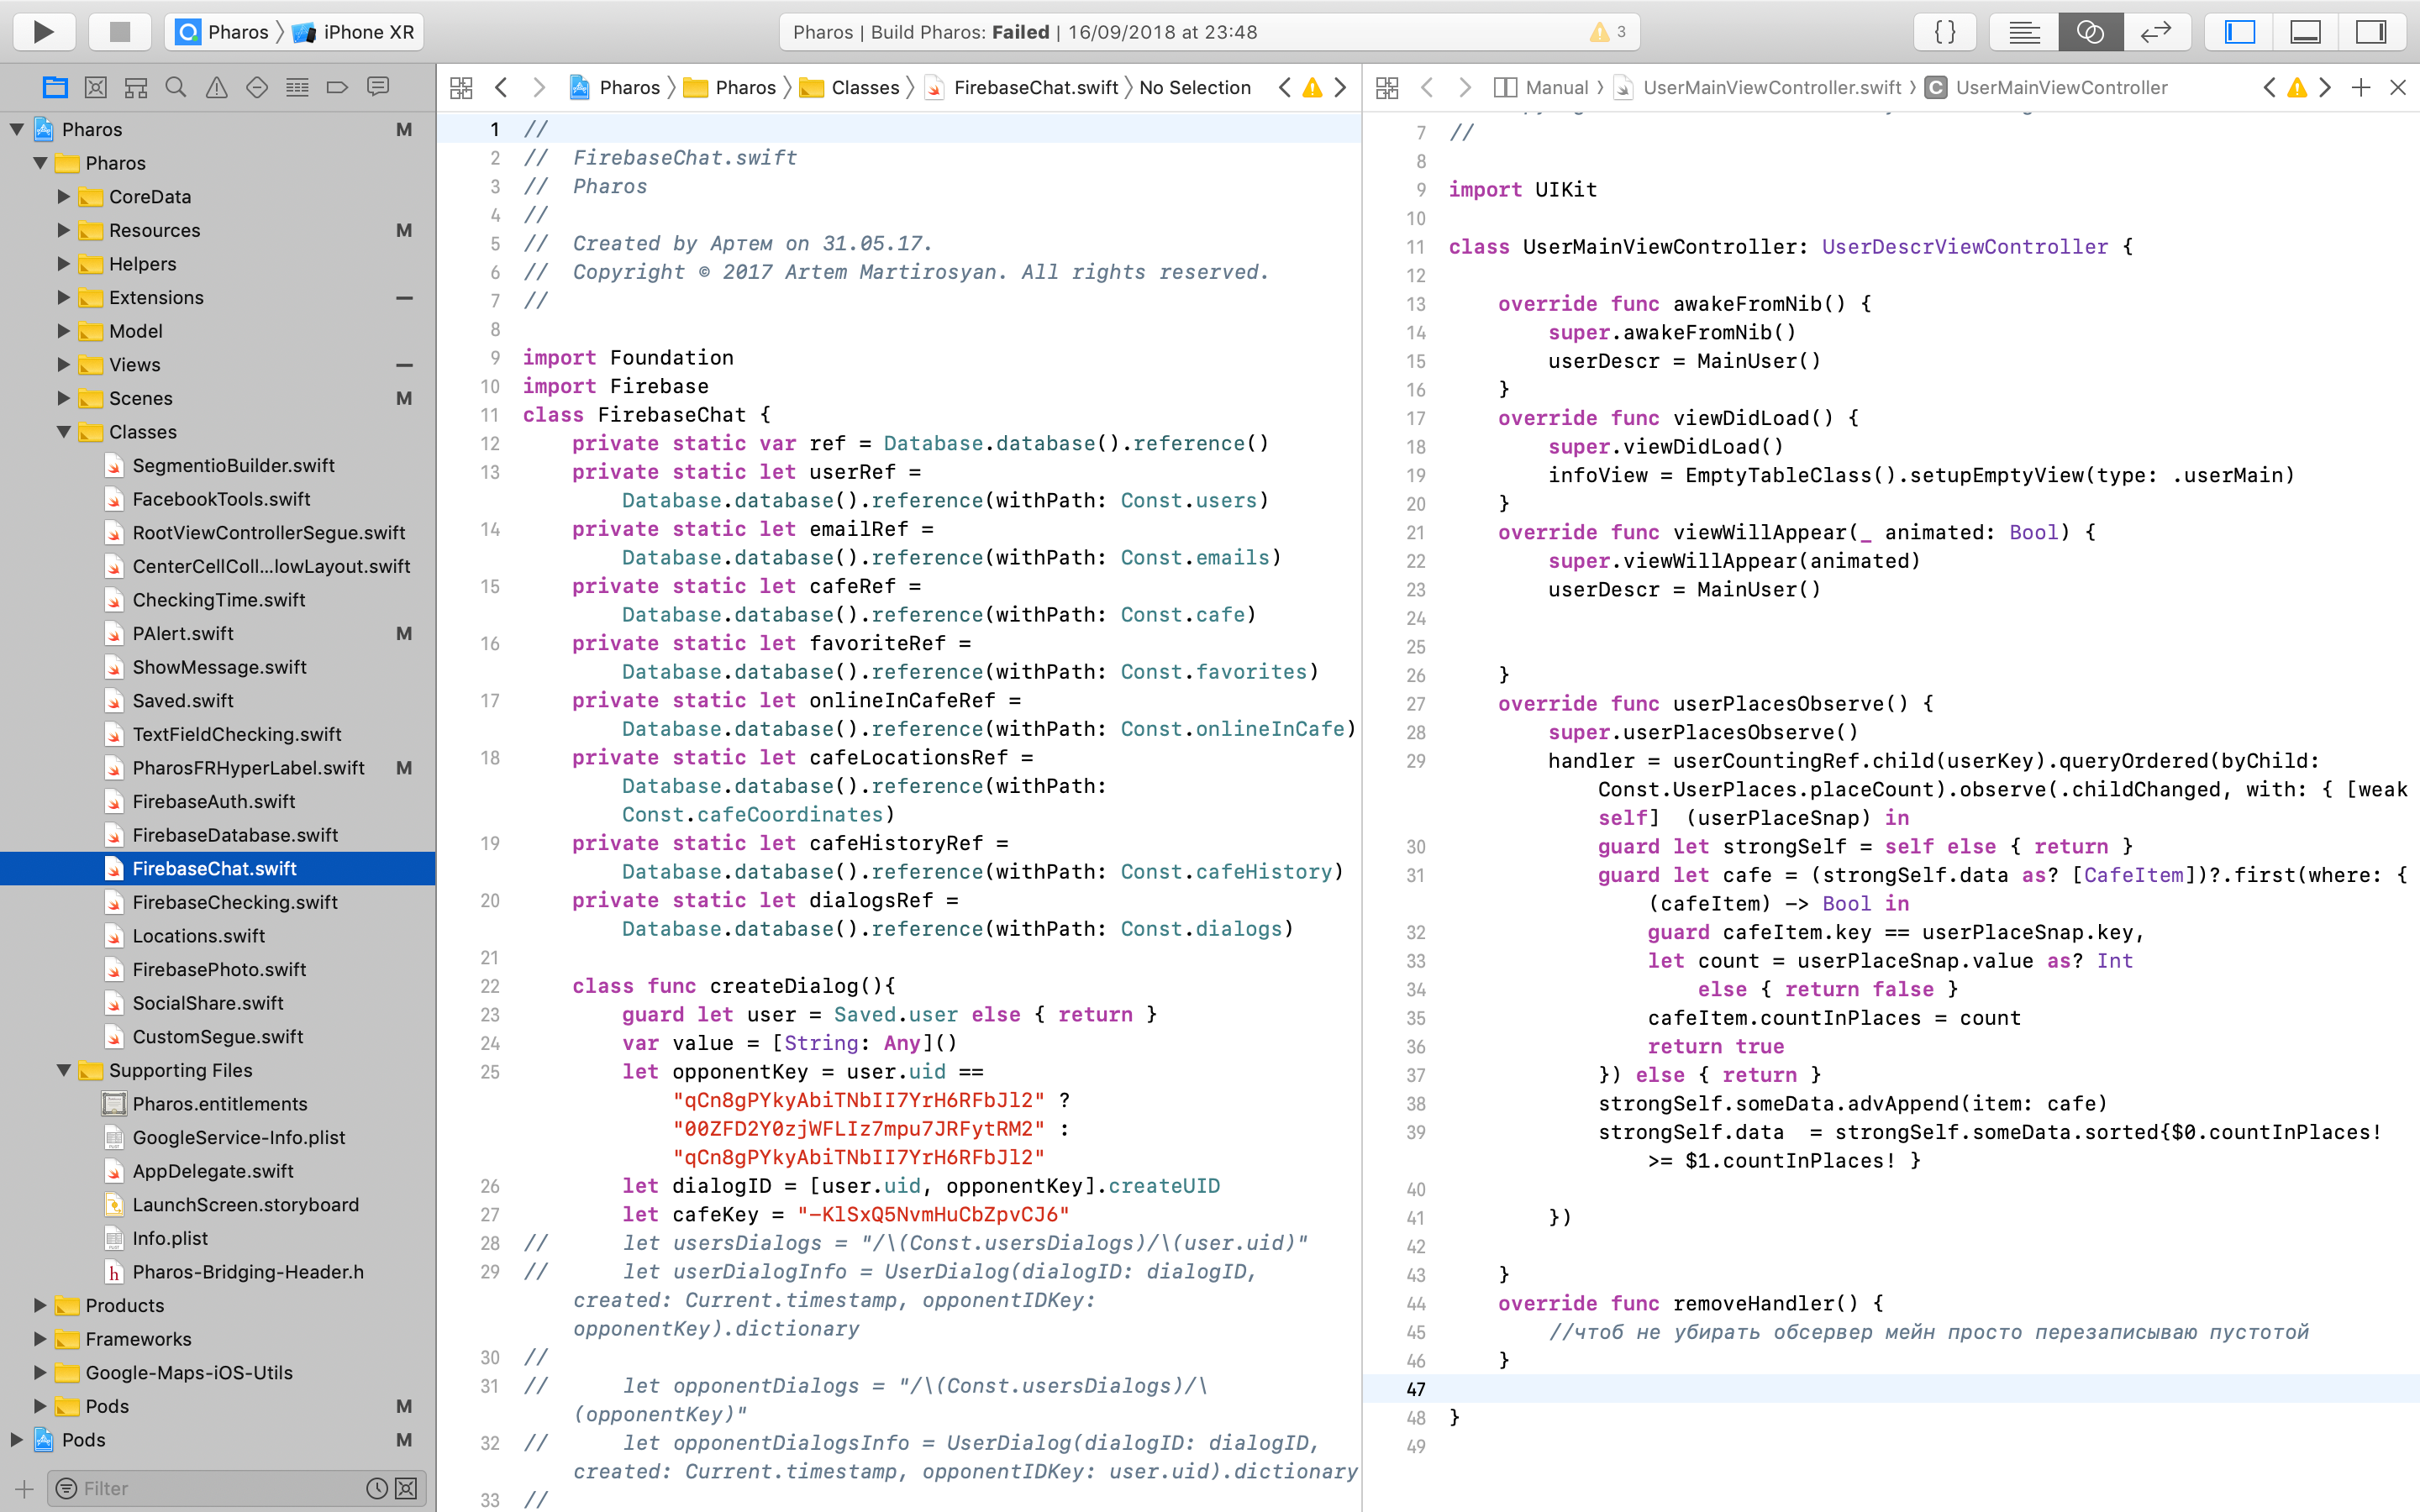 Pharos
iPhone XR
Pharos | Build Pharos: Failed | 16/09/2018 at 23:48
3
{}
Pharos M
Pharos
CoreData
Resources M
Helpers
Extensions
Model
Views
Scenes M
Classes
SegmentioBuilder.swift
FacebookTools.swift
RootViewControllerSegue.swift
CenterCellColl...lowLayout.swift
CheckingTime.swift
PAlert.swift M
ShowMessage.swift
Saved.swift
TextFieldChecking.swift
PharosFRHyperLabel.swift M
FirebaseAuth.swift
FirebaseDatabase.swift
FirebaseChat.swift
FirebaseChecking.swift
Locations.swift
FirebasePhoto.swift
SocialShare.swift
CustomSegue.swift
Supporting Files
Pharos.entitlements
GoogleService-Info.plist
AppDelegate.swift
LaunchScreen.storyboard
Info.plist
h Pharos-Bridging-Header.h
Products
Frameworks
Google-Maps-iOS-Utils
Pods M
Pods M
Filter
Pharos Pharos Classes FirebaseChat.swift No Selection
1 //
2 //  FirebaseChat.swift
3 //  Pharos
4 //
5 //  Created by Артем on 31.05.17.
6 //  Copyright © 2017 Artem Martirosyan. All rights reserved.
7 //
8
9 import Foundation
10 import Firebase
11 class FirebaseChat {
12 private static var ref = Database.database().reference()
13 private static let userRef =
Database.database().reference(withPath: Const.users)
14 private static let emailRef =
Database.database().reference(withPath: Const.emails)
15 private static let cafeRef =
Database.database().reference(withPath: Const.cafe)
16 private static let favoriteRef =
Database.database().reference(withPath: Const.favorites)
17 private static let onlineInCafeRef =
Database.database().reference(withPath: Const.onlineInCafe)
18 private static let cafeLocationsRef =
Database.database().reference(withPath:
Const.cafeCoordinates)
19 private static let cafeHistoryRef =
Database.database().reference(withPath: Const.cafeHistory)
20 private static let dialogsRef =
Database.database().reference(withPath: Const.dialogs)
21
22 class func createDialog(){
23 guard let user = Saved.user else { return }
24 var value = [String: Any]()
25 let opponentKey = user.uid ==
"qCn8gPYkyAbiTNbII7YrH6RFbJl2" ?
"00ZFD2Y0zjWFLIz7mpu7JRFytRM2" :
"qCn8gPYkyAbiTNbII7YrH6RFbJl2"
26 let dialogID = [user.uid, opponentKey].createUID
27 let cafeKey = "-KlSxQ5NvmHuCbZpvCJ6"
28 // let usersDialogs = "/\(Const.usersDialogs)/\(user.uid)"
29 // let userDialogInfo = UserDialog(dialogID: dialogID,
created: Current.timestamp, opponentIDKey:
opponentKey).dictionary
30 //
31 // let opponentDialogs = "/\(Const.usersDialogs)/\
(opponentKey)"
32 // let opponentDialogsInfo = UserDialog(dialogID: dialogID,
created: Current.timestamp, opponentIDKey: user.uid).dictionary
33 //
Manual UserMainViewController.swift C UserMainViewController
7 //
8
9 import UIKit
10
11 class UserMainViewController: UserDescrViewController {
12
13 override func awakeFromNib() {
14 super.awakeFromNib()
15 userDescr = MainUser()
16 }
17 override func viewDidLoad() {
18 super.viewDidLoad()
19 infoView = EmptyTableClass().setupEmptyView(type: .userMain)
20 }
21 override func viewWillAppear(_ animated: Bool) {
22 super.viewWillAppear(animated)
23 userDescr = MainUser()
24
25
26 }
27 override func userPlacesObserve() {
28 super.userPlacesObserve()
29 handler = userCountingRef.child(userKey).queryOrdered(byChild:
Const.UserPlaces.placeCount).observe(.childChanged, with: { [weak
self]  (userPlaceSnap) in
30 guard let strongSelf = self else { return }
31 guard let cafe = (strongSelf.data as? [CafeItem])?.first(where: {
(cafeItem) -> Bool in
32 guard cafeItem.key == userPlaceSnap.key,
33 let count = userPlaceSnap.value as? Int
34 else { return false }
35 cafeItem.countInPlaces = count
36 return true
37 }) else { return }
38 strongSelf.someData.advAppend(item: cafe)
39 strongSelf.data  = strongSelf.someData.sorted{$0.countInPlaces!
>= $1.countInPlaces! }
40
41 })
42
43 }
44 override func removeHandler() {
45 //чтоб не убирать обсервер мейн просто перезаписываю пустотой
46 }
47
48 }
49